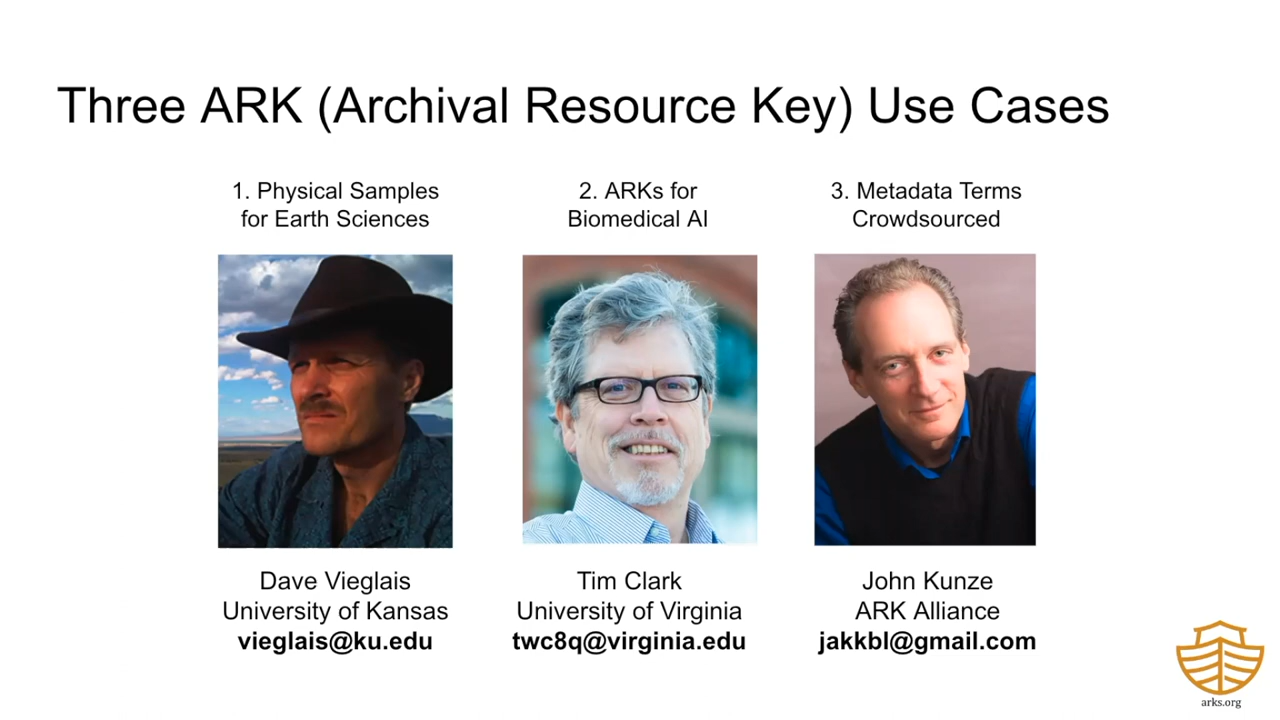 Three ARK (Archival Resource Key) Use Cases
1. Physical Samples
for Earth Sciences
2. ARKs for
Biomedical AI
3. Metadata Terms
Crowdsourced
Dave Vieglais
University of Kansas
vieglais@ku.edu
Tim Clark
University of Virginia
twc8q@virginia.edu
John Kunze
ARK Alliance
jakkbl@gmail.com
arks.org